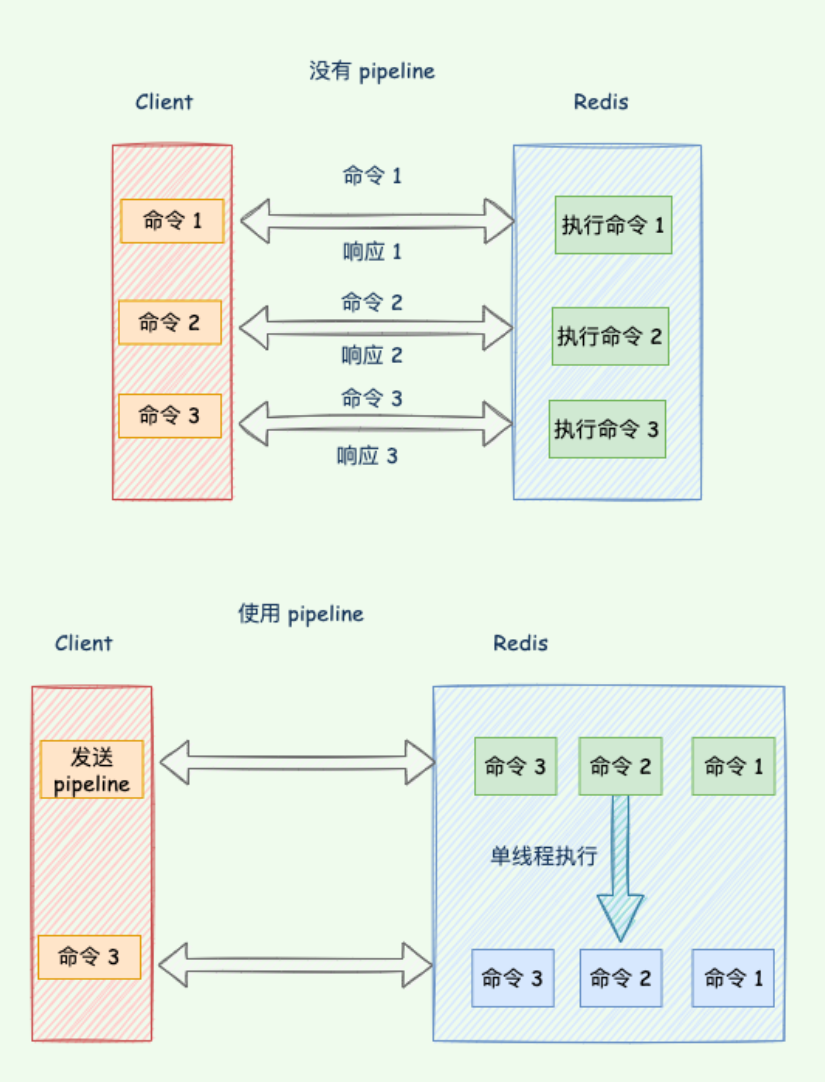 没有 pipeline
Client
Redis
命令 1
命令 1
执行命令 1
响应 1
命令 2
命令 2
执行命令 2
响应 2
命令 3
命令 3
执行命令 3
响应 3
使用 pipeline
Client
Redis
发送
pipeline
命令 3
命令 2
命令 1
单线程执行
命令 3
命令 3
命令 2
命令 1